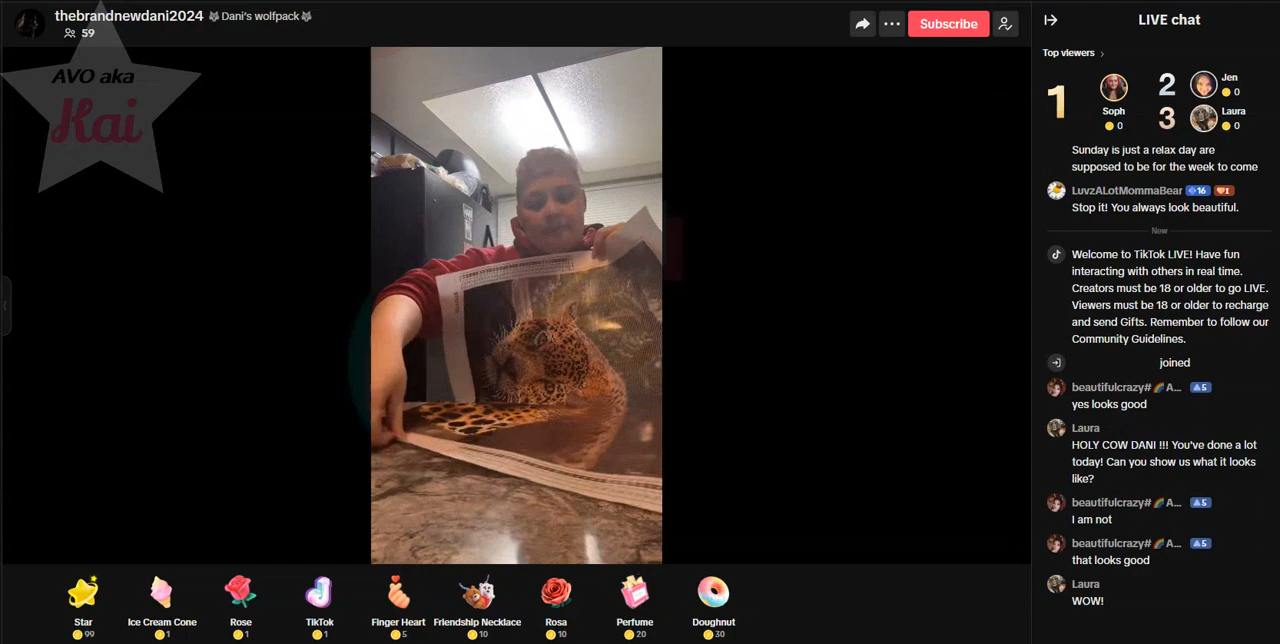 thebrandnewdani2024 🐺Dani's wolfpack🐺
59
Subscribe
AVO aka
Kai
LIVE chat
Top viewers
1
Soph
0
2
Jen
0
3
Laura
0
Sunday is just a relax day are
supposed to be for the week to come
LuvzALotMommaBear 16 I
Stop it! You always look beautiful.
New
Welcome to TikTok LIVE! Have fun
interacting with others in real time.
Creators must be 18 or older to go LIVE.
Viewers must be 18 or older to recharge
and send Gifts. Remember to follow our
Community Guidelines.
joined
beautifulcrazy#🌈A... 5
yes looks good
Laura
HOLY COW DANI !!! You've done a lot
today! Can you show us what it looks
like?
beautifulcrazy#🌈A... 5
I am not
beautifulcrazy#🌈A... 5
that looks good
Laura
WOW!
Star
99
Ice Cream Cone
1
Rose
1
TikTok
1
Finger Heart
5
Friendship Necklace
10
Rosa
10
Perfume
20
Doughnut
30